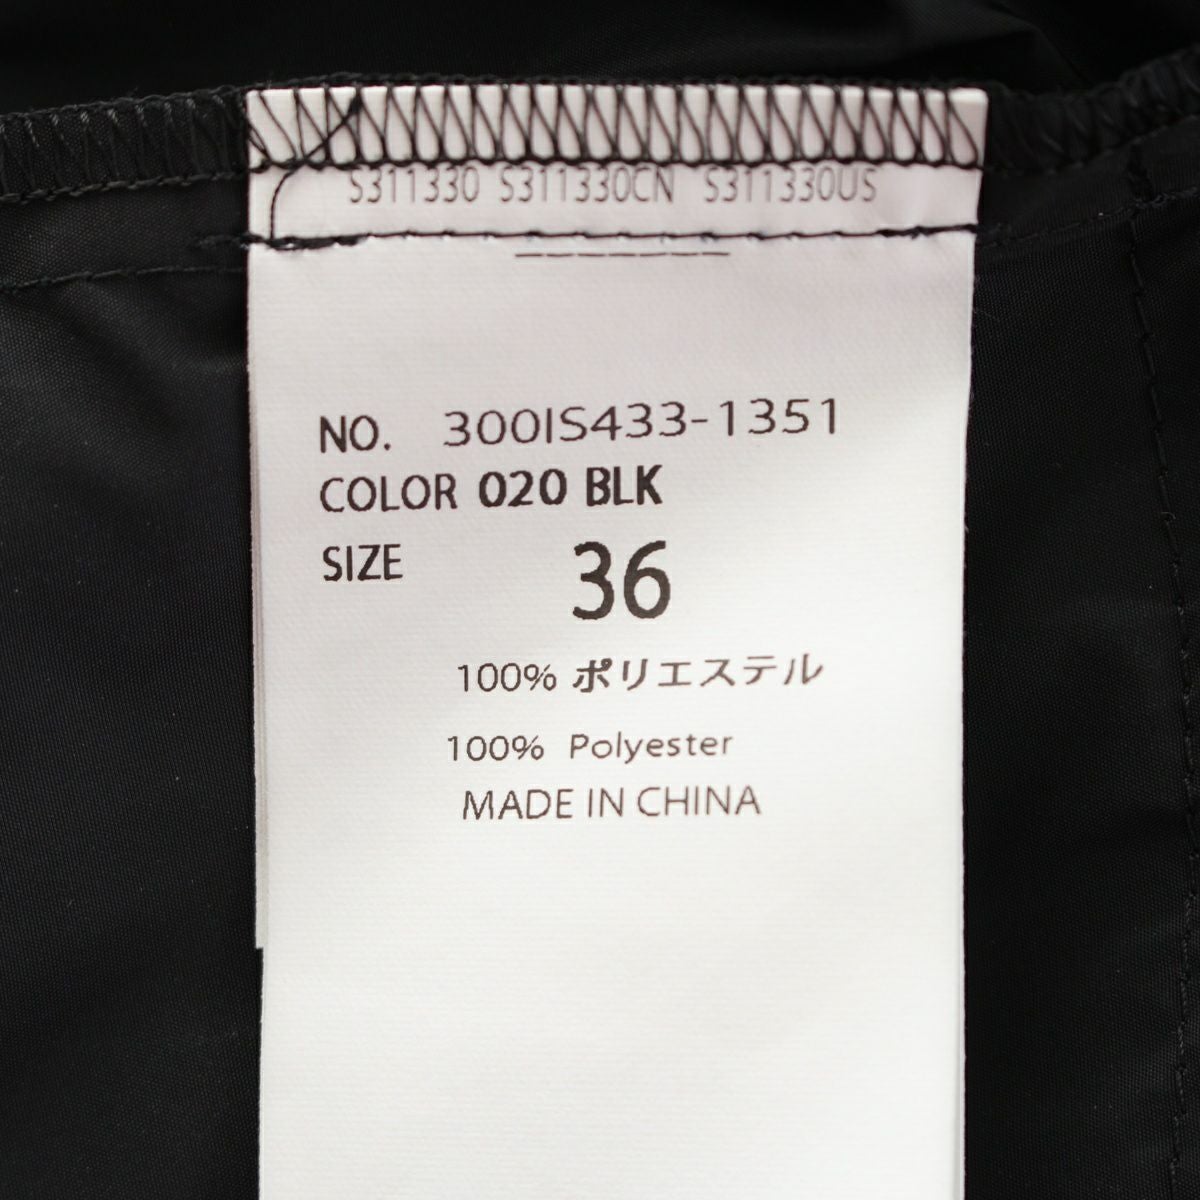 S311330 S311330CN S311330US
NO. 300IS433-1351
COLOR 020 BLK
SIZE 36
100% ポリエステル
100% Polyester
MADE IN CHINA